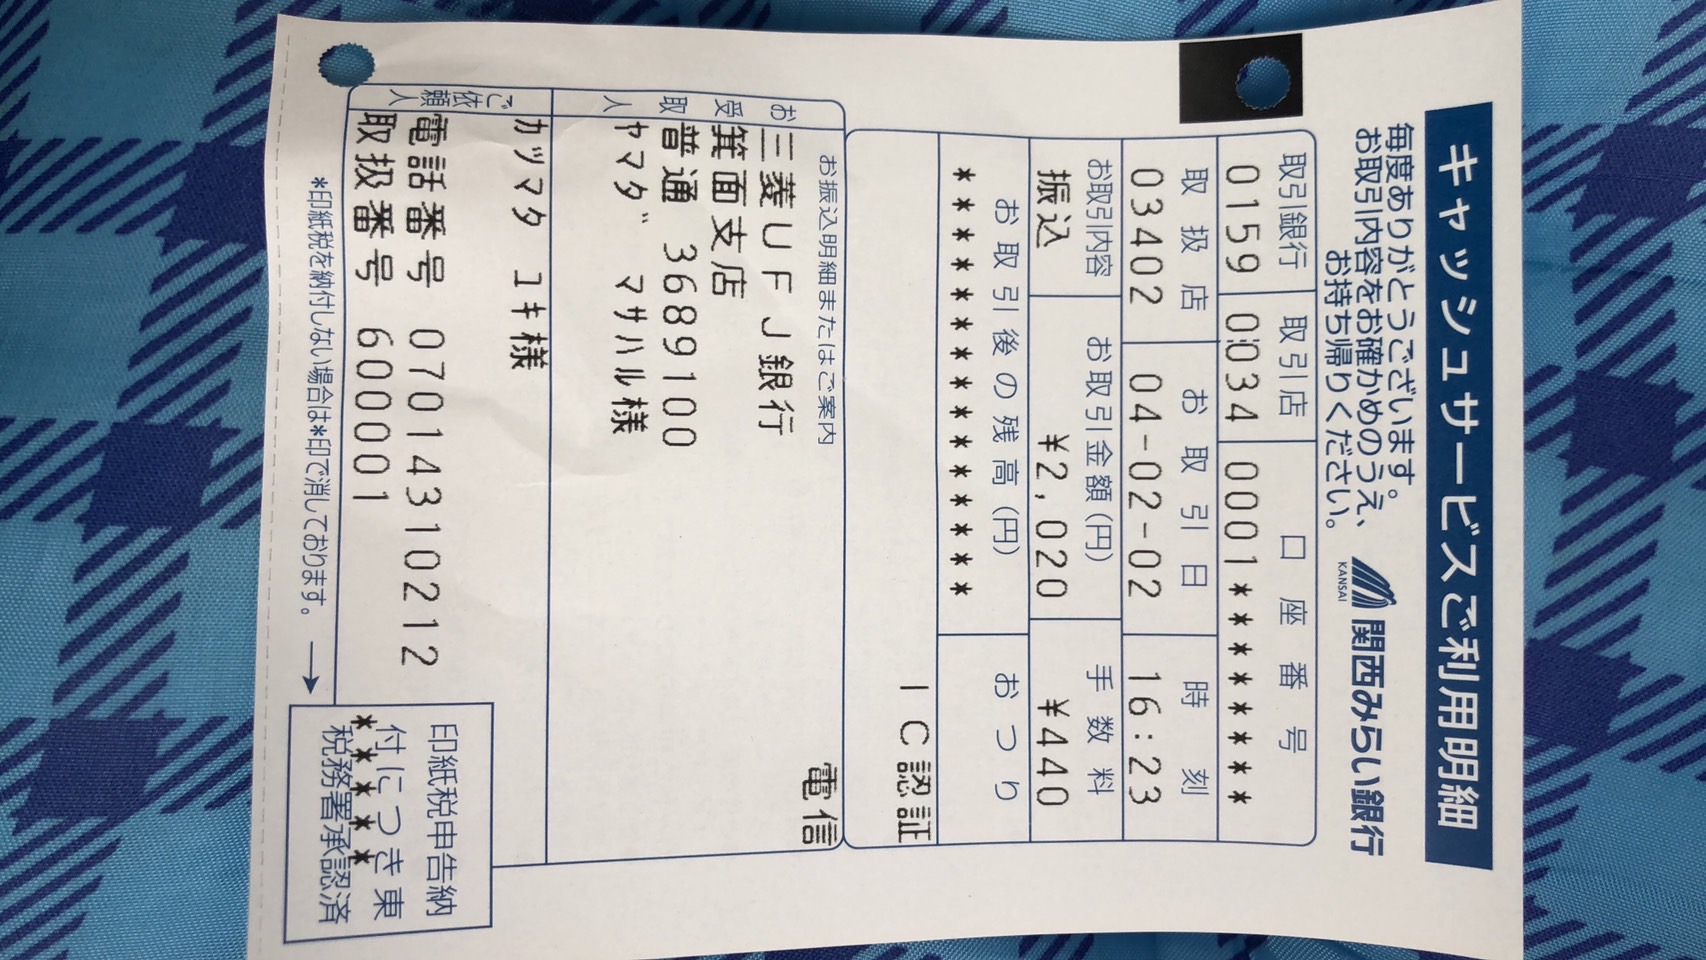 キャッシュサービスご利用明細
毎度ありがとうございます。
お取引内容をお確かめのうえ、
お持ち帰りください。
KANSAI
関西みらい銀行
取引銀行 取引店 口座番号
0159 0034 0001*********
取扱店 お取引日 時刻
03402 04-02-02 16:23
お取引内容 お取引金額(円) 手数料
振込 ¥2,020 ¥440
お取引後の残高(円) おつり
***************
IC認証
お振込明細またはご案内
電信
お受取人
三菱UFJ銀行
箕面支店
普通 3689100
ヤマダ マサハル様
ご依頼人
カツマタ ユキ様
電話番号 07014310212
取扱番号 600001
*印紙税を納付しない場合は*印で消しております。 →
印紙税申告納
付につき東
*****
税務署承認済